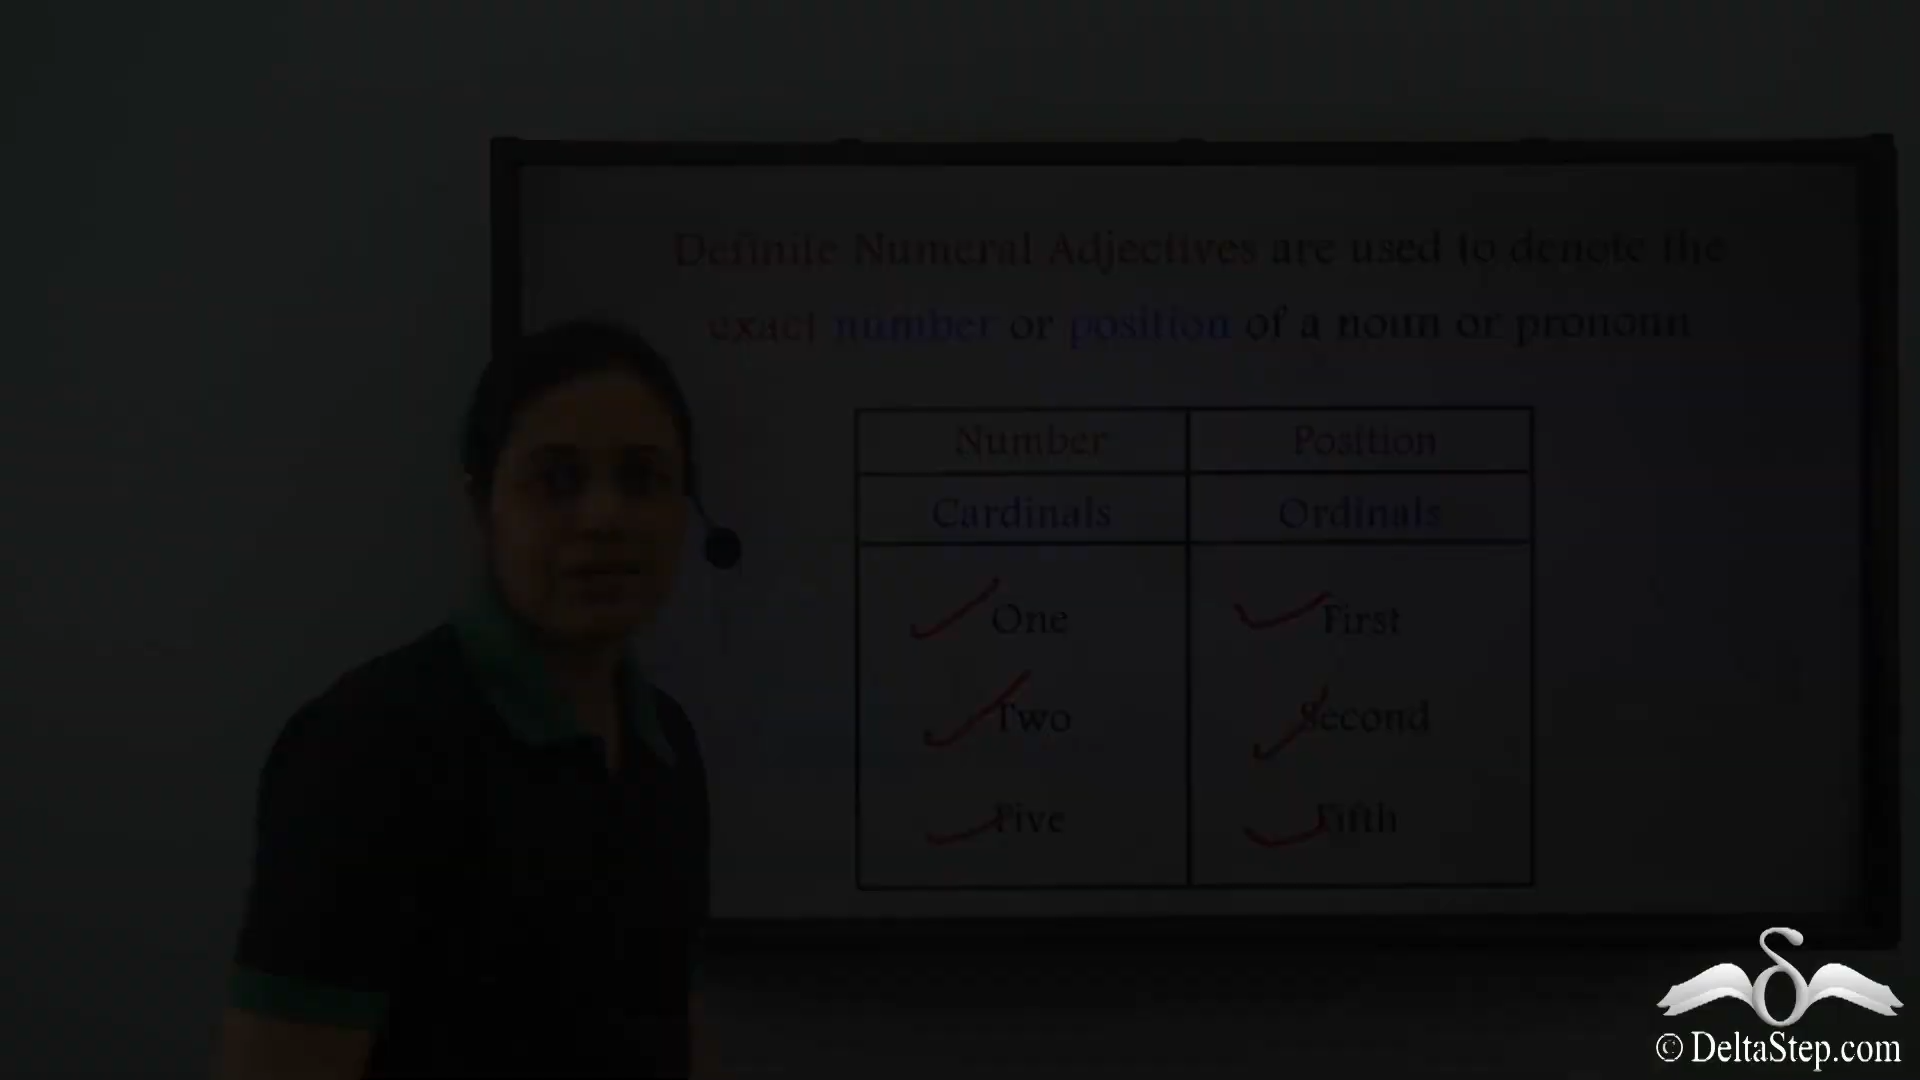 Definite Numeral Adjectives are used to denote the
exact number or position of a noun or pronoun
Number Position
Cardinals Ordinals
One First
Two Second
Five Fifth
© DeltaStep.com